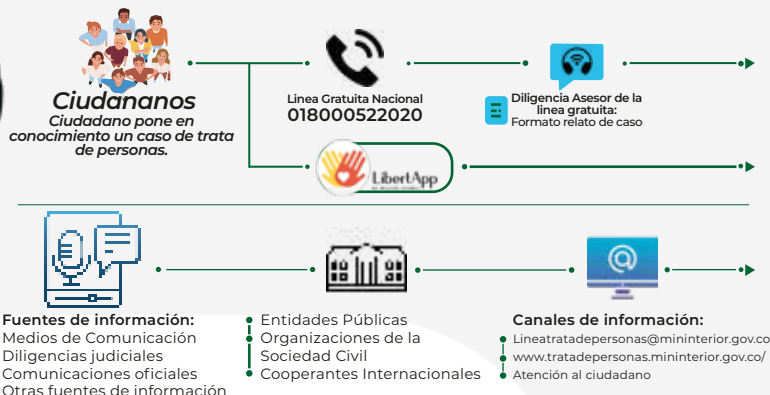 Ciudananos
Ciudadano pone en
conocimiento un caso de trata
de personas.
Linea Gratuita Nacional
018000522020
Diligencia Asesor de la
linea gratuita:
Formato relato de caso
LibertApp
Fuentes de información:
Medios de Comunicación
Diligencias judiciales
Comunicaciones oficiales
Otras fuentes de información
Entidades Públicas
Organizaciones de la
Sociedad Civil
Cooperantes Internacionales
Canales de información:
Lineatratadepersonas@mininterior.gov.co
www.tratadepersonas.mininterior.gov.co/
Atención al ciudadano